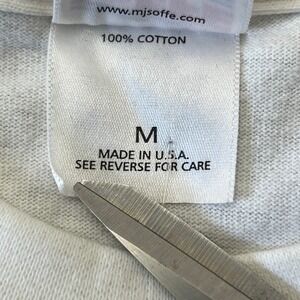 www.mjsoffe.com
100% COTTON
M
MADE IN U.S.A.
SEE REVERSE FOR CARE